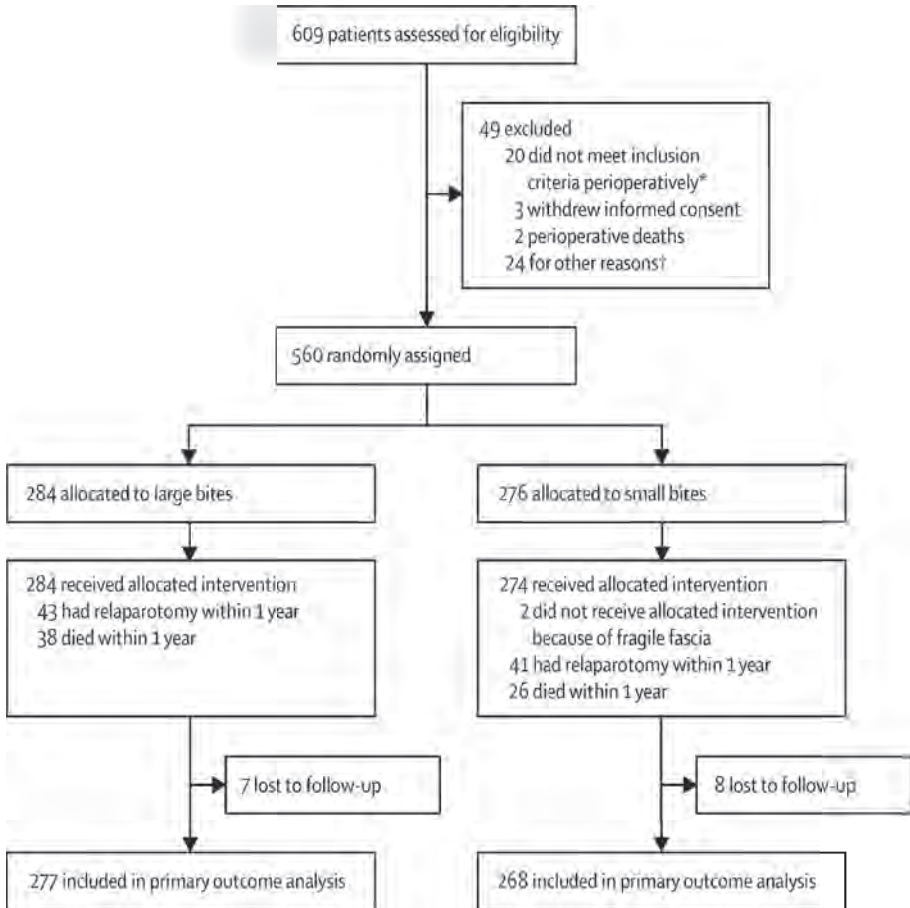 609 patients assessed for eligibility
49 excluded
20 did not meet inclusion
criteria perioperatively*
3 withdrew informed consent
2 perioperative deaths
24 for other reasons†
560 randomly assigned
284 allocated to large bites
276 allocated to small bites
284 received allocated intervention
43 had relaparotomy within 1 year
38 died within 1 year
274 received allocated intervention
2 did not receive allocated intervention
because of fragile fascia
41 had relaparotomy within 1 year
26 died within 1 year
7 lost to follow-up
8 lost to follow-up
277 included in primary outcome analysis
268 included in primary outcome analysis